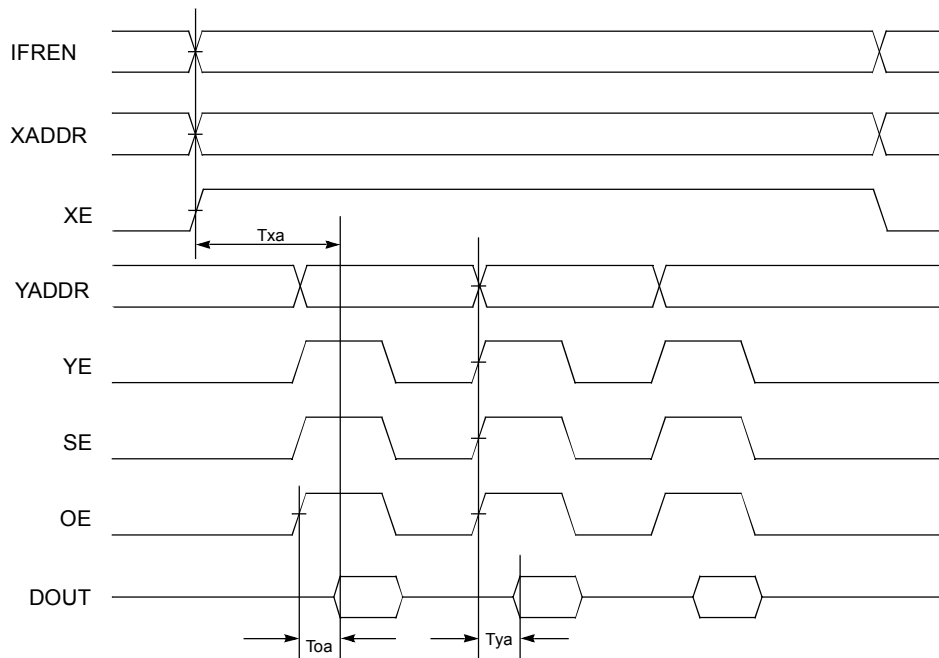 IFREN
XADDR
XE
Txa
YADDR
YE
SE
OE
DOUT
Toa
Tya